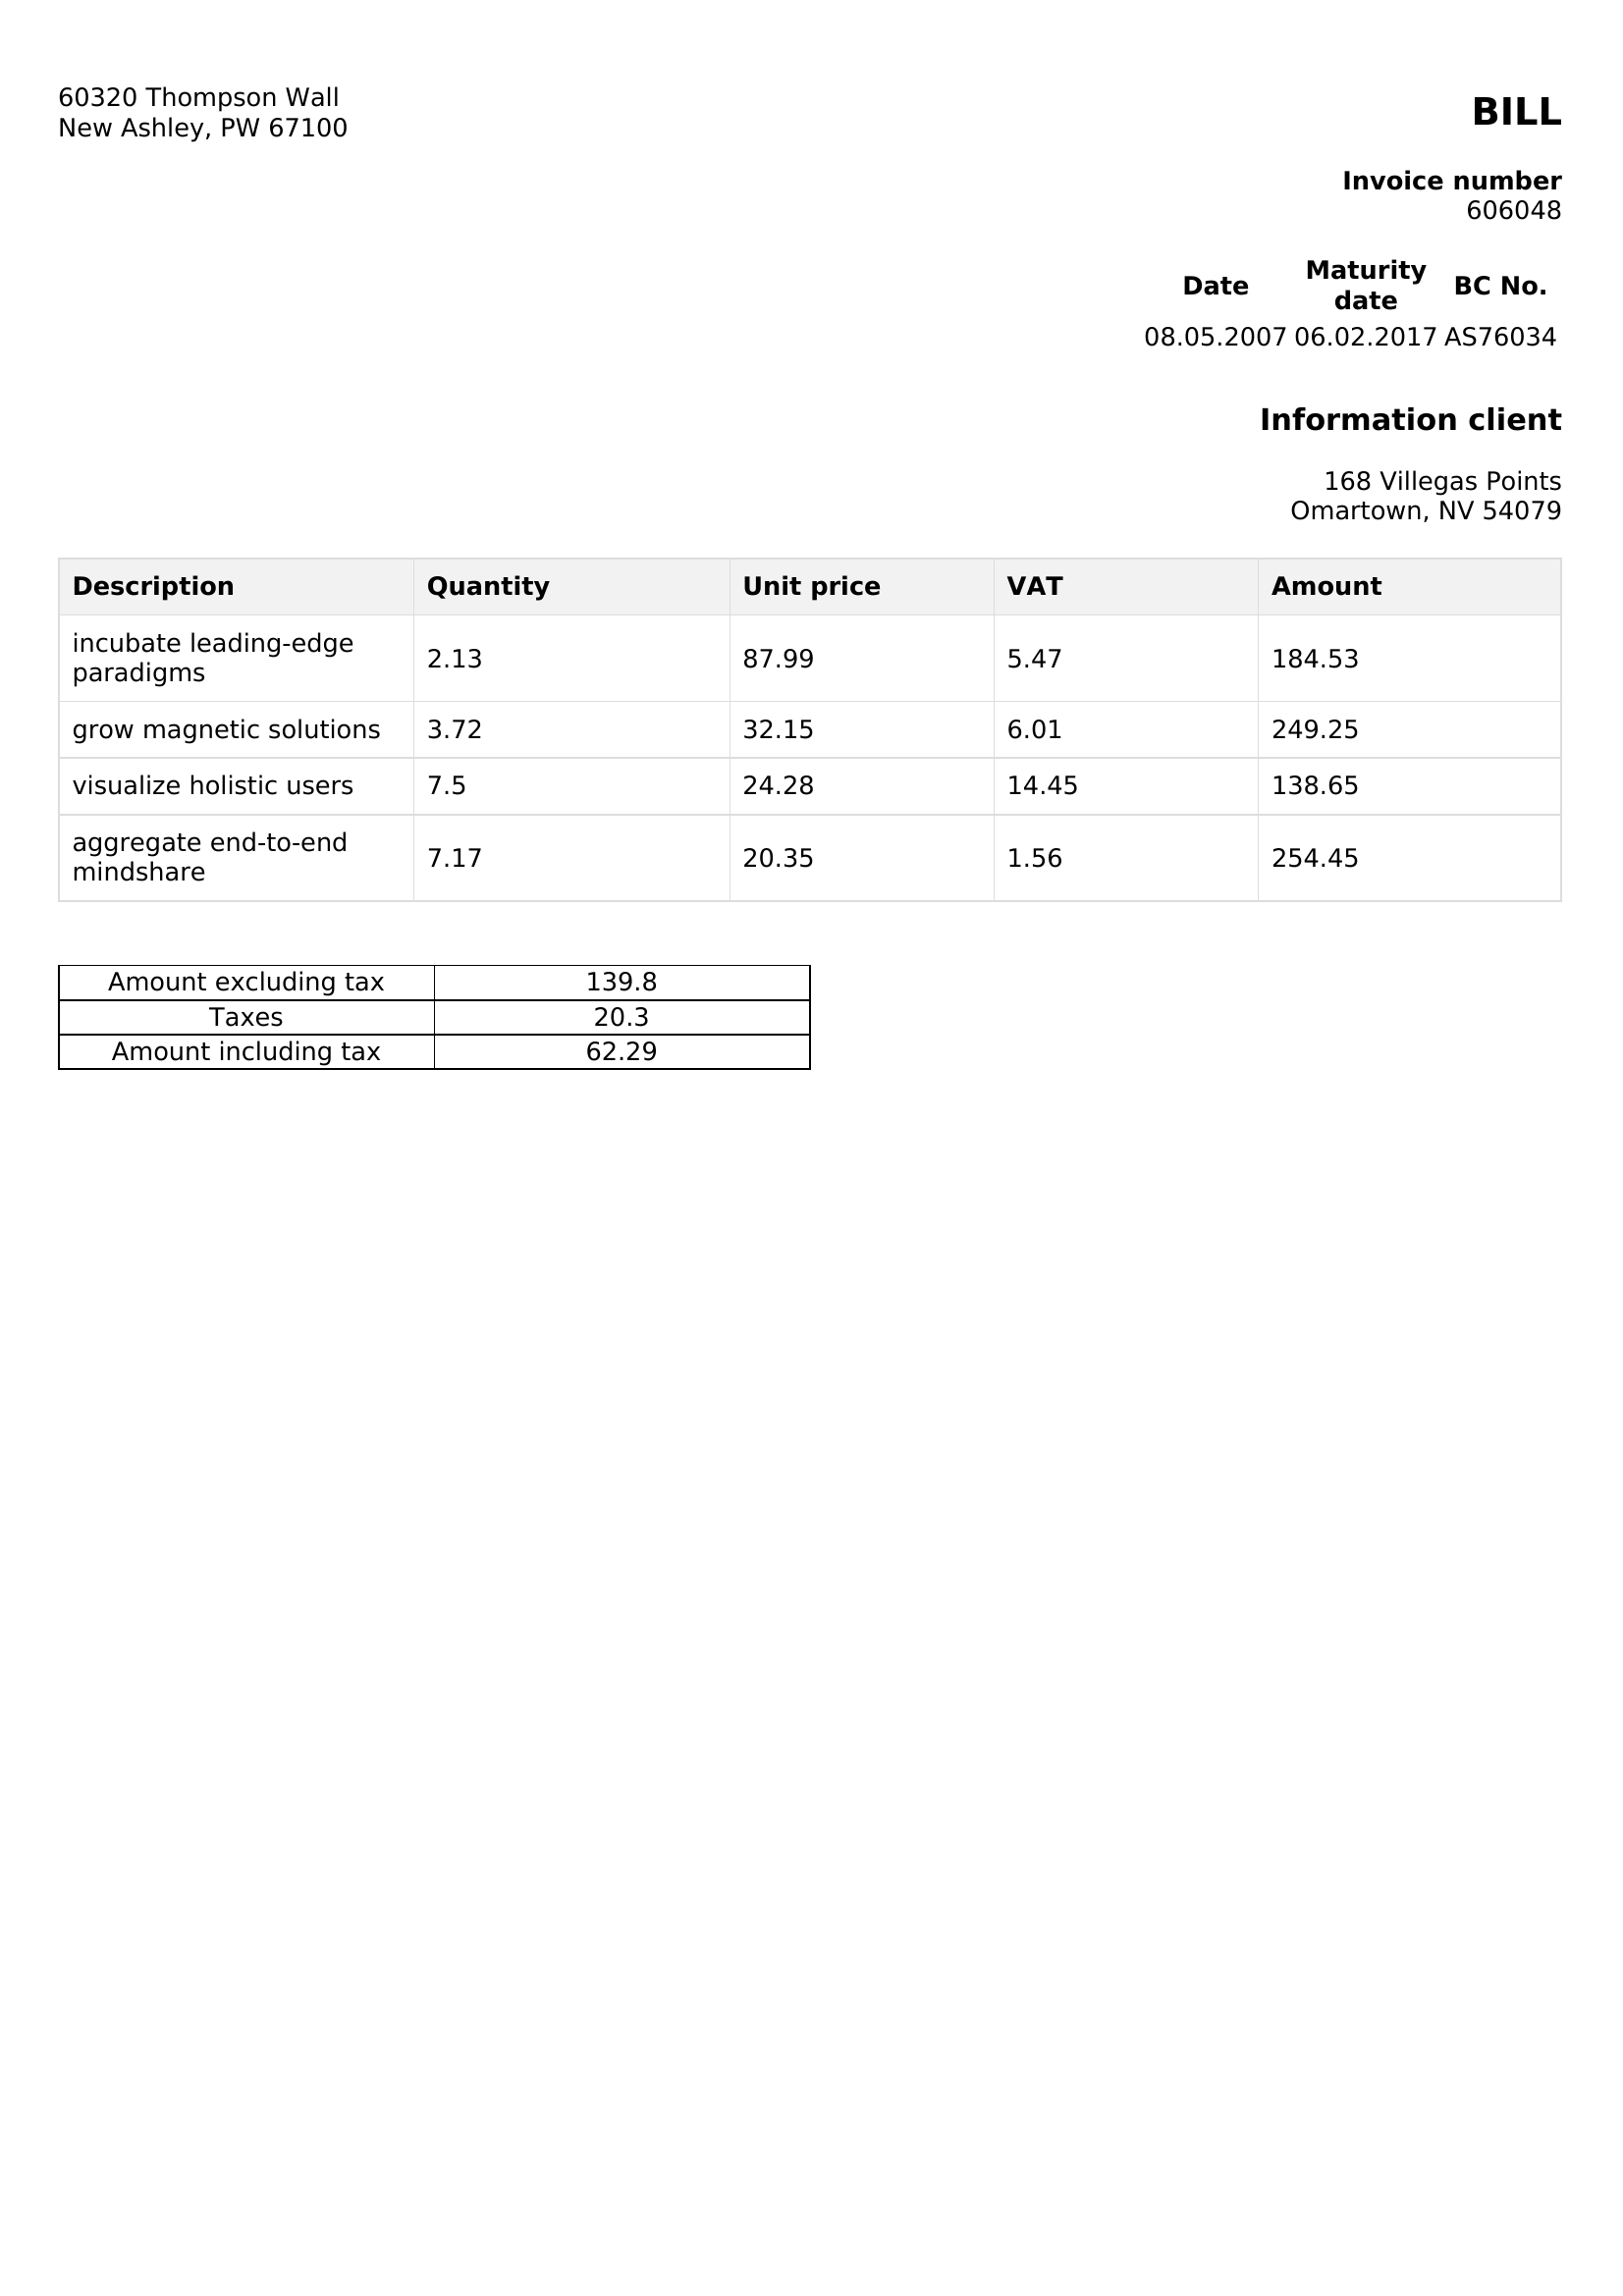 60320 Thompson Wall
New Ashley, PW 67100
BILL
Invoice number
606048
Date Maturity date BC No.
08.05.2007 06.02.2017 AS76034
Information client
168 Villegas Points
Omartown, NV 54079
Description Quantity Unit price VAT Amount
incubate leading-edge
paradigms 2.13 87.99 5.47 184.53
grow magnetic solutions 3.72 32.15 6.01 249.25
visualize holistic users 7.5 24.28 14.45 138.65
aggregate end-to-end
mindshare 7.17 20.35 1.56 254.45
Amount excluding tax 139.8
Taxes 20.3
Amount including tax 62.29